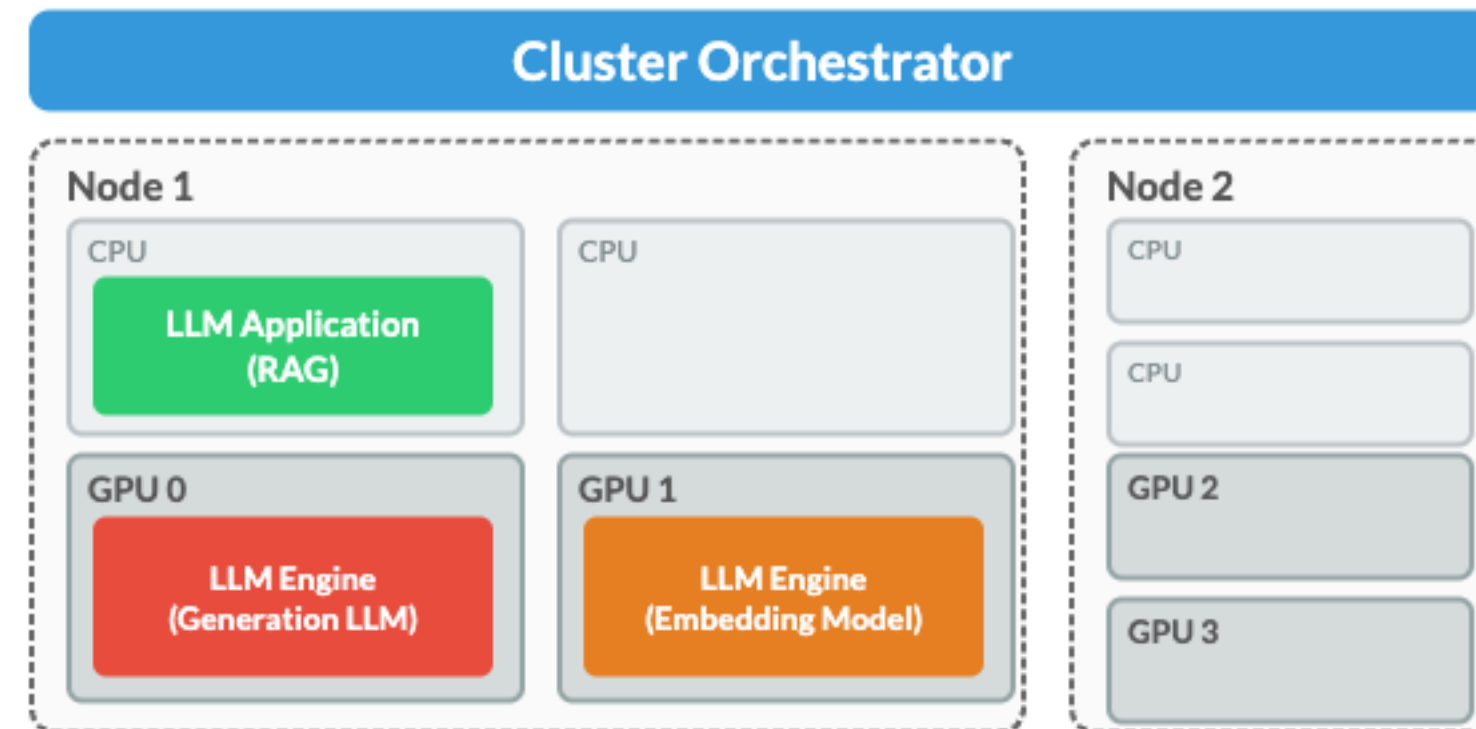 Cluster Orchestrator
Node 1
CPU
LLM Application
(RAG)
CPU
GPU 0
LLM Engine
(Generation LLM)
GPU 1
LLM Engine
(Embedding Model)
Node 2
CPU
CPU
GPU 2
GPU 3